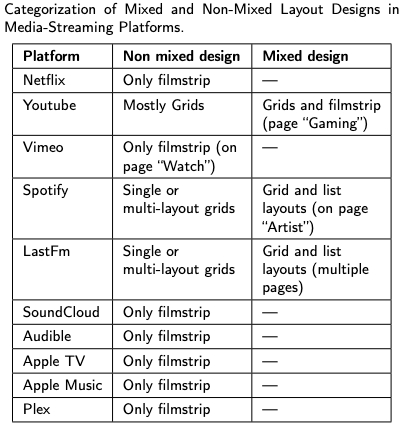 Categorization of Mixed and Non-Mixed Layout Designs in
Media-Streaming Platforms.
Platform Non mixed design Mixed design
Netflix Only filmstrip —
Youtube Mostly Grids Grids and filmstrip
(page “Gaming”)
Vimeo Only filmstrip (on —
page “Watch”)
Spotify Single or Grid and list
multi-layout grids layouts (on page
“Artist”)
LastFm Single or Grid and list
multi-layout grids layouts (multiple
pages)
SoundCloud Only filmstrip —
Audible Only filmstrip —
Apple TV Only filmstrip —
Apple Music Only filmstrip —
Plex Only filmstrip —